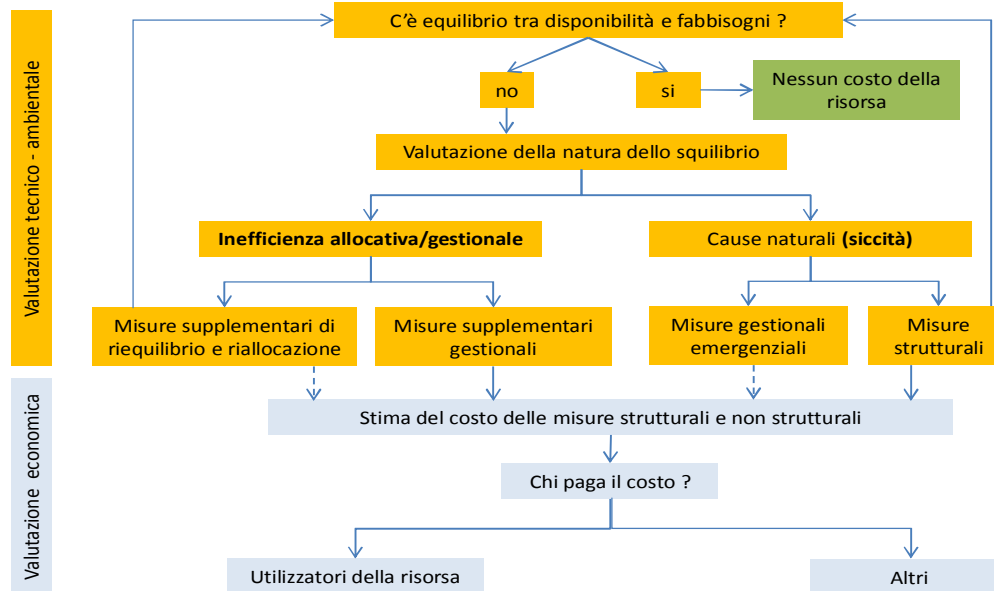 Valutazione tecnico - ambientale
C’è equilibrio tra disponibilità e fabbisogni ?
no
si
Nessun costo della
risorsa
Valutazione della natura dello squilibrio
Inefficienza allocativa/gestionale
Cause naturali (siccità)
Misure supplementari di
riequilibrio e riallocazione
Misure supplementari
gestionali
Misure gestionali
emergenziali
Misure
strutturali
Valutazione economica
Stima del costo delle misure strutturali e non strutturali
Chi paga il costo ?
Utilizzatori della risorsa
Altri